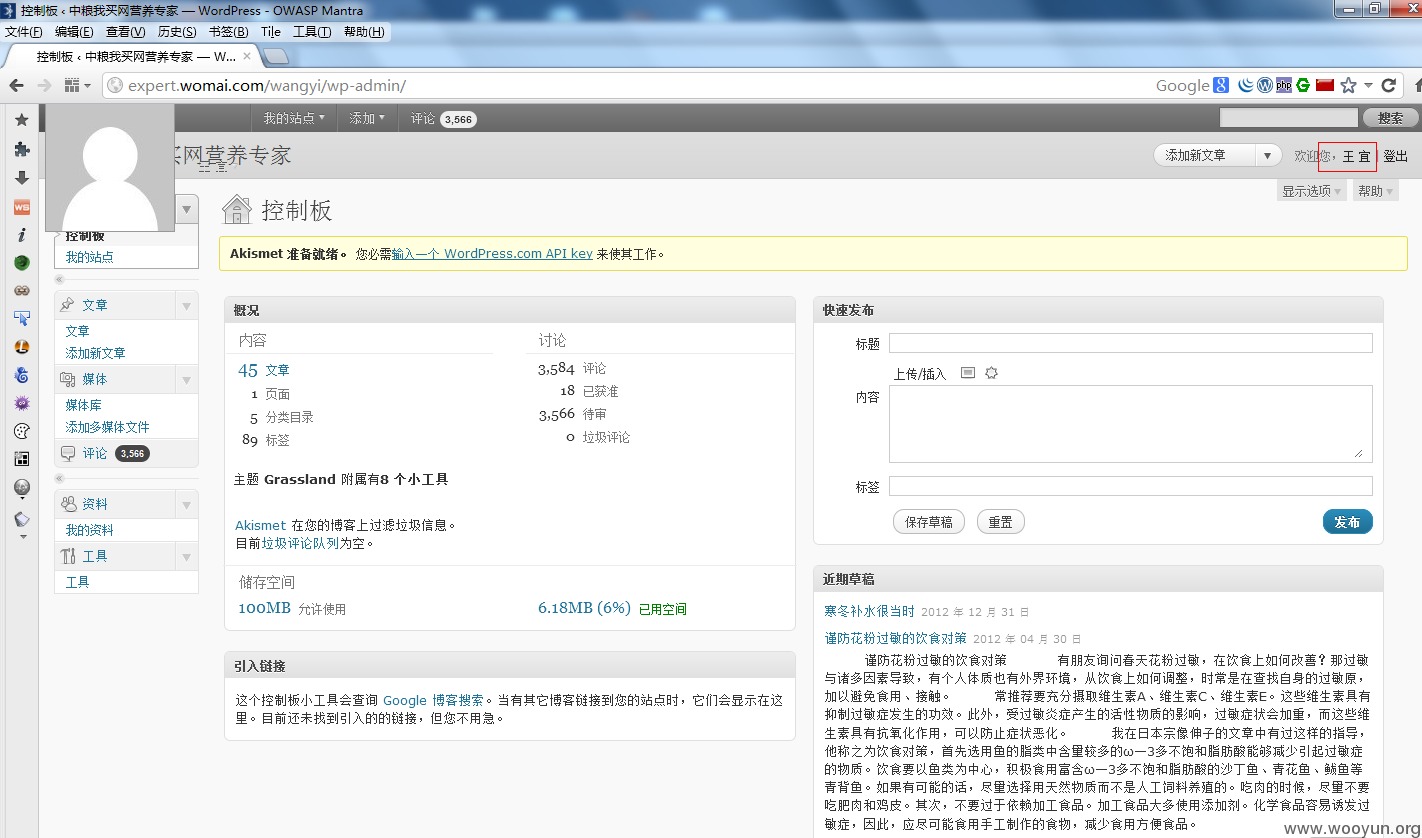 控制板 ‹ 中粮我买网营养专家 — WordPress - OWASP Mantra
文件(F) 编辑(E) 查看(V) 历史(S) 书签(B) Tile 工具(T) 帮助(H)
控制板 ‹ 中粮我买网营养专家 — W...
expert.womai.com/wangyi/wp-admin/
Google
我的站点 添加 评论 3,566 搜索
买网营养专家
添加新文章 欢迎您，王 宜 | 登出
显示选项 帮助
控制板
控制板
我的站点
Akismet 准备就绪。 您必需输入一个 WordPress.com API key 来使其工作。
文章
文章
添加新文章
媒体
媒体库
添加多媒体文件
评论 3,566
资料
我的资料
工具
工具
概况
内容 讨论
45 文章 3,584 评论
1 页面 18 已获准
5 分类目录 3,566 待审
89 标签 0 垃圾评论
主题 Grassland 附属有8 个小工具
Akismet 在您的博客上过滤垃圾信息。
目前垃圾评论队列为空。
储存空间
100MB 允许使用 6.18MB (6%) 已用空间
引入链接
这个控制板小工具会查询 Google 博客搜索。当有其它博客链接到您的站点时，它们会显示在这
里。目前还未找到引入的的链接，但您不用急。
快速发布
标题
上传/插入
内容
标签
保存草稿 重置 发布
近期草稿
寒冬补水很当时 2012 年 12 月 31 日
谨防花粉过敏的饮食对策 2012 年 04 月 30 日
谨防花粉过敏的饮食对策 有朋友询问春天花粉过敏，在饮食上如何改善？那过敏
与诸多因素导致，有个人体质也有外界环境，从饮食上如何调整，时常是在查找自身的过敏原，
加以避免食用、接触。 常推荐要充分摄取维生素A、维生素C、维生素E。这些维生素具有
抑制过敏症发生的功效。此外，受过敏炎症产生的活性物质的影响，过敏症状会加重，而这些维
生素具有抗氧化作用，可以防止症状恶化。 我在日本宗像伸子的文章中有过这样的指导，
他称之为饮食对策，首先选用鱼的脂类中含量较多的ω—3多不饱和脂肪酸能够减少引起过敏症
的物质。饮食要以鱼类为中心，积极食用富含ω—3多不饱和脂肪酸的沙丁鱼、青花鱼、鲅鱼等
青背鱼。如果有可能的话，尽量选择用天然物质而不是人工饲料养殖的。吃肉的时候，尽量不要
吃肥肉和鸡皮。其次，不要过于依赖加工食品。加工食品大多使用添加剂。化学食品容易诱发过
敏症，因此，应尽可能食用手工制作的食物，减少食用方便食品。
www.wooyun.org